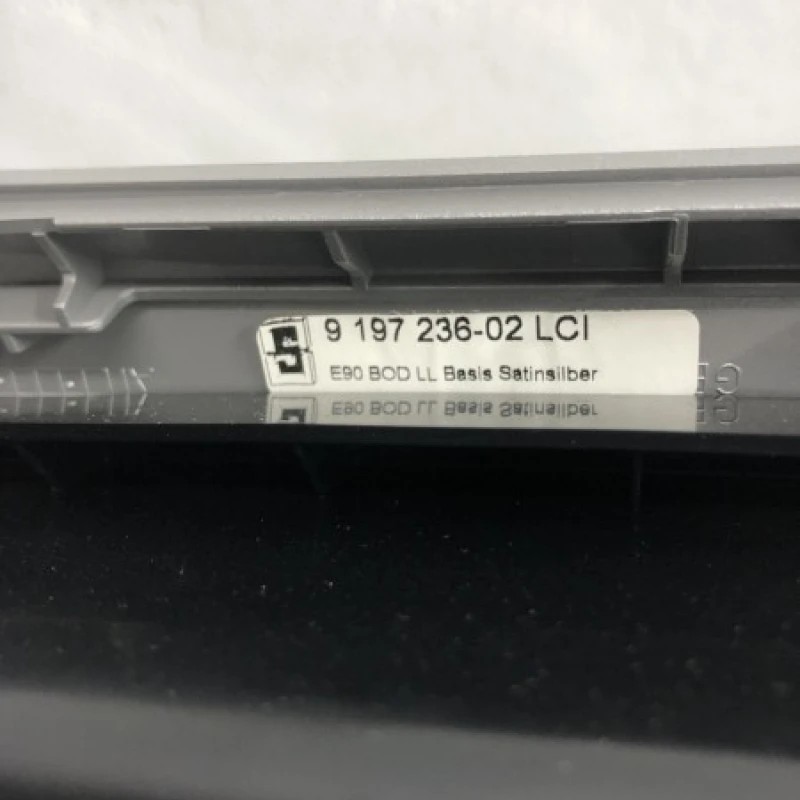 9 197 236-02 LCI
E90 BOD LL Basis Satinsilber